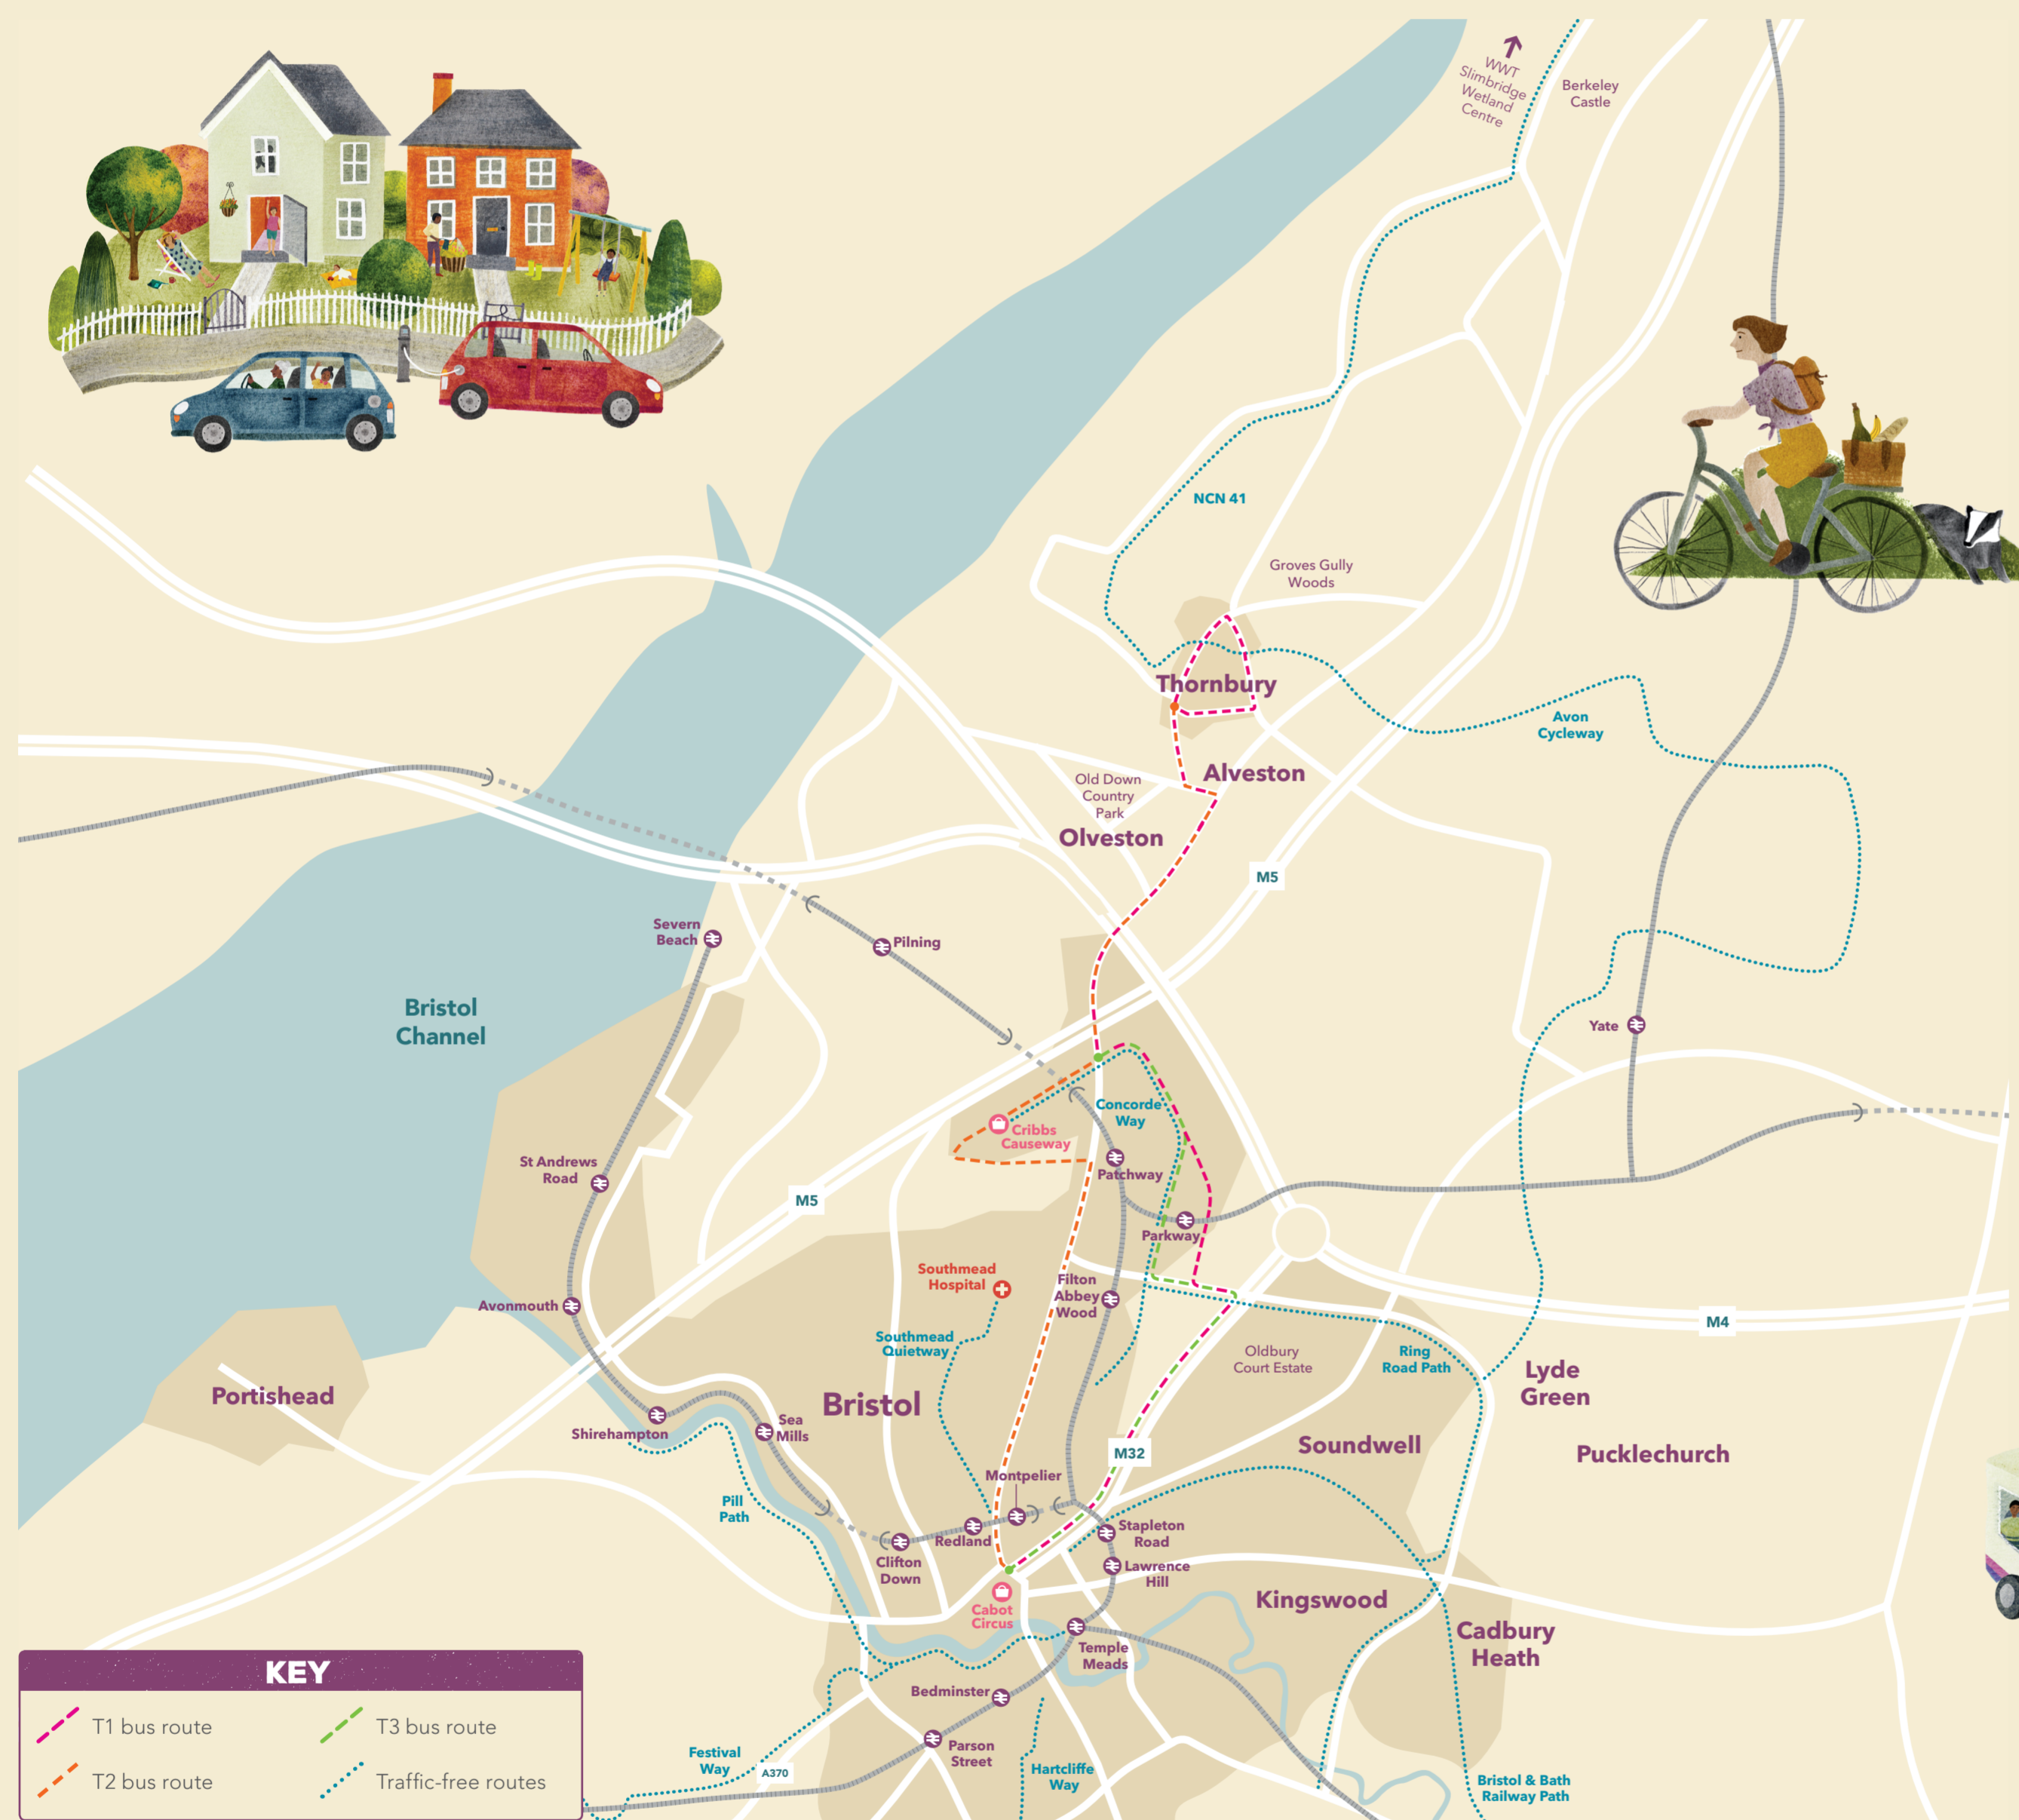 WWT
Slimbridge
Wetland
Centre
Berkeley
Castle
NCN 41
Groves Gully
Woods
Thornbury
Avon
Cycleway
Alveston
Old Down
Country
Park
Olveston
M5
Severn
Beach
Pilning
Bristol
Channel
Yate
Concorde
Way
Cribbs
Causeway
St Andrews
Road
Patchway
M5
Parkway
Southmead
Hospital
Filton
Abbey
Wood
Avonmouth
M4
Southmead
Quietway
Oldbury
Court Estate
Ring
Road Path
Lyde
Green
Portishead
Bristol
Shirehampton
Sea
Mills
Soundwell
M32
Pucklechurch
Montpelier
Pill
Path
Stapleton
Road
Redland
Clifton
Down
Lawrence
Hill
Cabot
Circus
Kingswood
Cadbury
Heath
Temple
Meads
Bedminster
Parson
Street
Festival
Way
A370
Hartcliffe
Way
Bristol & Bath
Railway Path
KEY
T1 bus route
T3 bus route
T2 bus route
Traffic-free routes